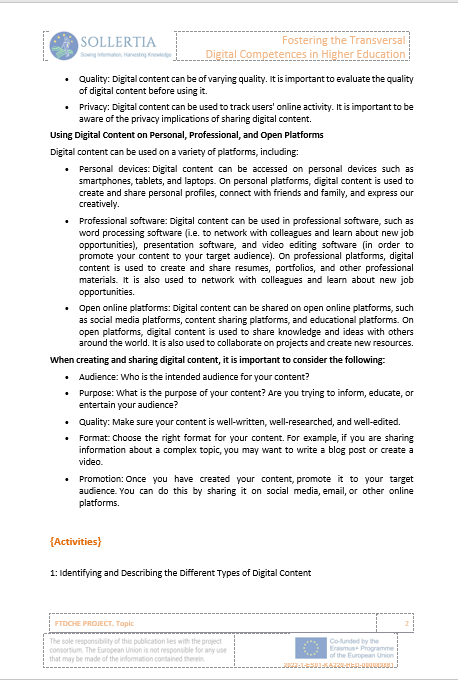 SOLLERTIA
Sowing Information, Harvesting Knowledge
Fostering the Transversal
Digital Competences in Higher Education
• Quality: Digital content can be of varying quality. It is important to evaluate the quality
of digital content before using it.
• Privacy: Digital content can be used to track users' online activity. It is important to be
aware of the privacy implications of sharing digital content.
Using Digital Content on Personal, Professional, and Open Platforms
Digital content can be used on a variety of platforms, including:
• Personal devices: Digital content can be accessed on personal devices such as
smartphones, tablets, and laptops. On personal platforms, digital content is used to
create and share personal profiles, connect with friends and family, and express our
creatively.
• Professional software: Digital content can be used in professional software, such as
word processing software (i.e. to network with colleagues and learn about new job
opportunities), presentation software, and video editing software (in order to
promote your content to your target audience). On professional platforms, digital
content is used to create and share resumes, portfolios, and other professional
materials. It is also used to network with colleagues and learn about new job
opportunities.
• Open online platforms: Digital content can be shared on open online platforms, such
as social media platforms, content sharing platforms, and educational platforms. On
open platforms, digital content is used to share knowledge and ideas with others
around the world. It is also used to collaborate on projects and create new resources.
When creating and sharing digital content, it is important to consider the following:
• Audience: Who is the intended audience for your content?
• Purpose: What is the purpose of your content? Are you trying to inform, educate, or
entertain your audience?
• Quality: Make sure your content is well-written, well-researched, and well-edited.
• Format: Choose the right format for your content. For example, if you are sharing
information about a complex topic, you may want to write a blog post or create a
video.
• Promotion: Once you have created your content, promote it to your target
audience. You can do this by sharing it on social media, email, or other online
platforms.
{Activities}
1: Identifying and Describing the Different Types of Digital Content
FTDCHE PROJECT. Topic 2
The sole responsibility of this publication lies with the project
consortium. The European Union is not responsible for any use
that may be made of the information contained therein.
Co-funded by the
Erasmus+ Programme
of the European Union